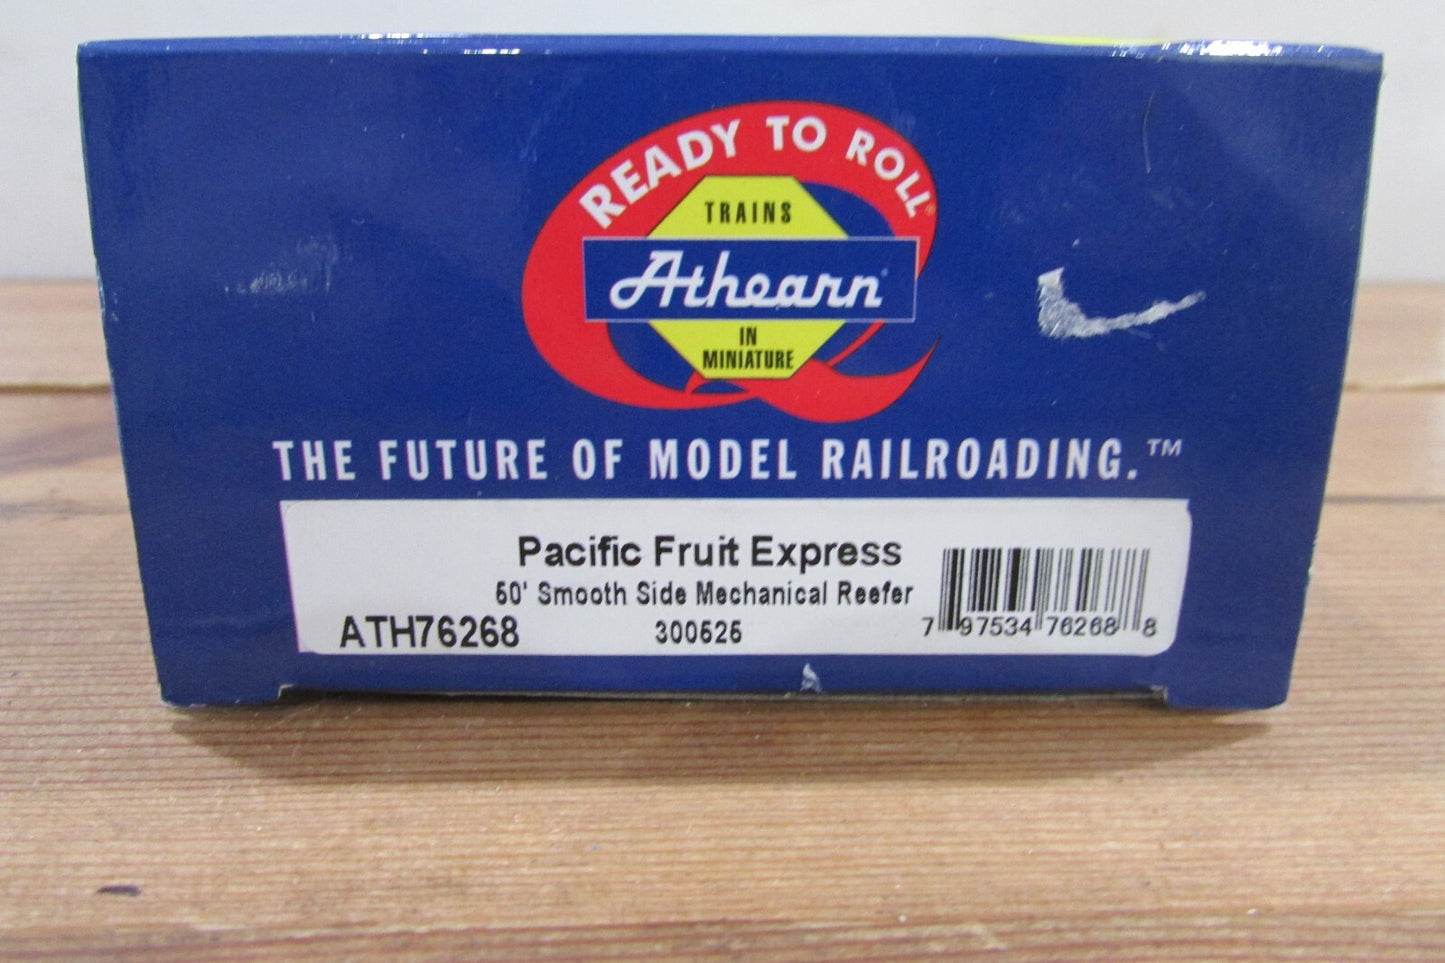 READY TO ROLL®
TRAINS
Athearn®
IN
MINIATURE
THE FUTURE OF MODEL RAILROADING.™
Pacific Fruit Express
50' Smooth Side Mechanical Reefer
ATH76268
300525
7 97534 76268 8